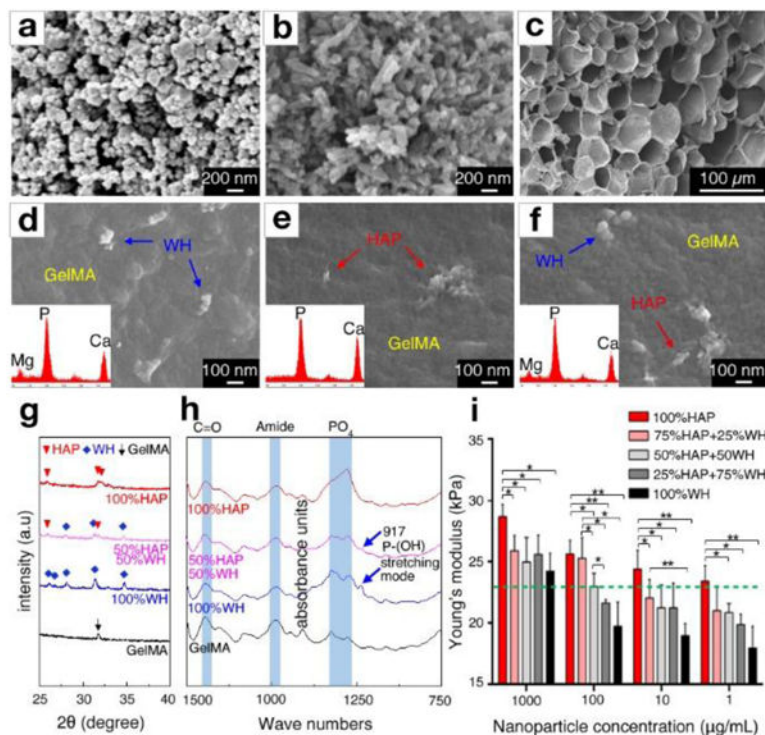 a
b
c
200 nm
200 nm
100 µm
d
e
f
WH
GelMA
P
Mg
Ca
100 nm
HAP
GelMA
P
Ca
100 nm
WH
GelMA
HAP
P
Mg
Ca
100 nm
g
HAP WH GelMA
100%HAP
50%HAP
50%WH
100%WH
GelMA
intensity (a.u)
25 30 35 40
2θ (degree)
h
C=O Amide PO4
100%HAP
917
P-(OH)
stretching
mode
50%HAP
50%WH
100%WH
GelMA
absorbance units
1500 1000 1250 750
Wave numbers
i
100%HAP
75%HAP+25%WH
50%HAP+50WH
25%HAP+75%WH
100%WH
Young's modulus (kPa)
35
30
25
20
15
* * * *
* * * * ** ** *
* * ** ** **
* * ** **
1000 100 10 1
Nanoparticle concentration (µg/mL)